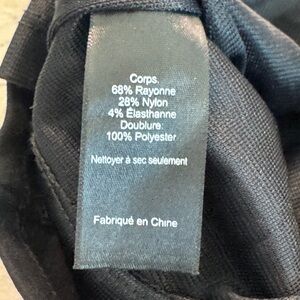 Corps.
68% Rayonne
28% Nylon
4% Élasthanne
Doublure:
100% Polyester
Nettoyer à sec seulement
Fabriqué en Chine